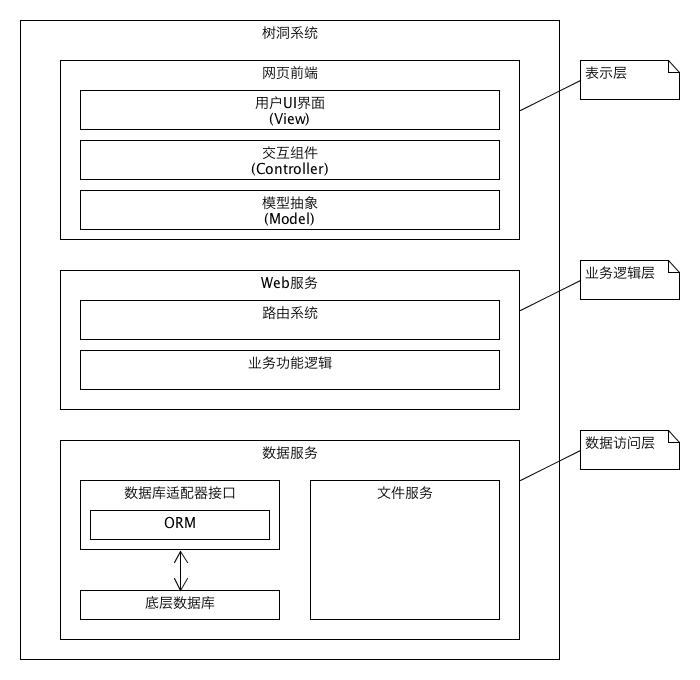 树洞系统
网页前端
表示层
用户UI界面
(View)
交互组件
(Controller)
模型抽象
(Model)
Web服务
业务逻辑层
路由系统
业务功能逻辑
数据服务
数据访问层
数据库适配器接口
文件服务
ORM
底层数据库